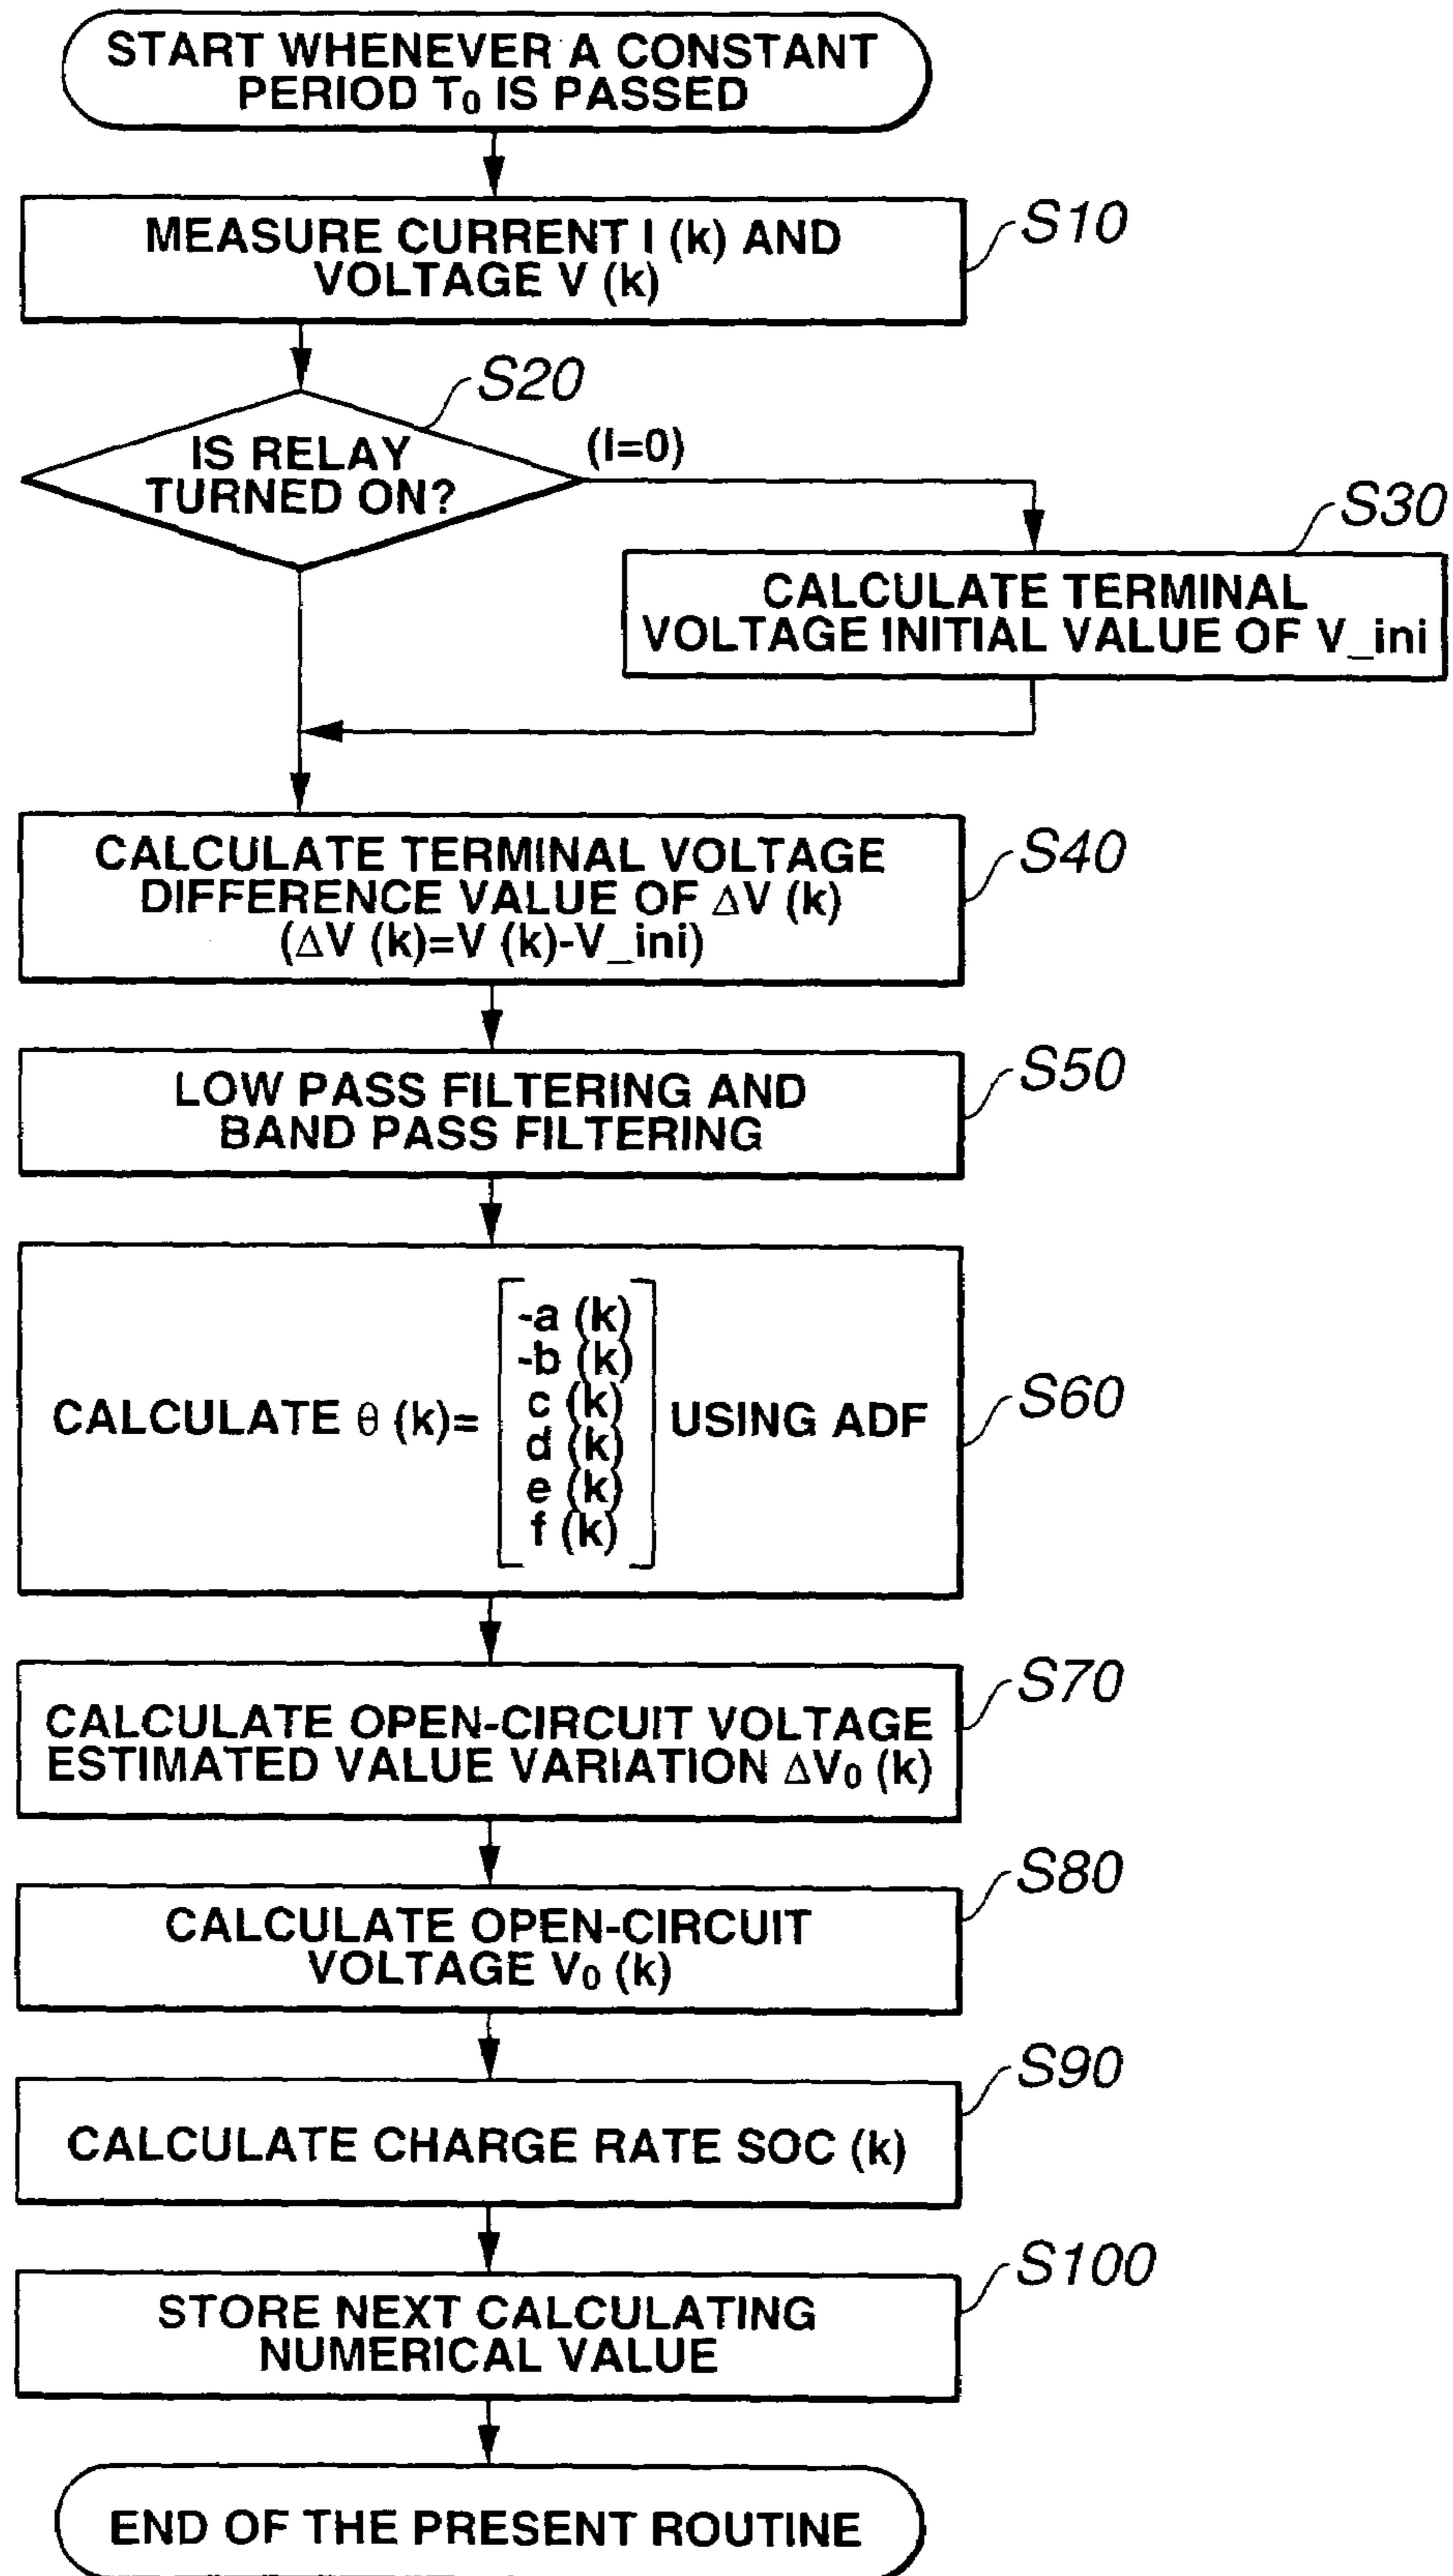 START WHENEVER A CONSTANT
PERIOD T₀ IS PASSED
MEASURE CURRENT I (k) AND
VOLTAGE V (k)
S10
S20
IS RELAY
TURNED ON?
(I=0)
S30
CALCULATE TERMINAL
VOLTAGE INITIAL VALUE OF V_ini
CALCULATE TERMINAL VOLTAGE
DIFFERENCE VALUE OF ΔV (k)
(ΔV (k)=V (k)-V_ini)
S40
LOW PASS FILTERING AND
BAND PASS FILTERING
S50
CALCULATE θ (k)=
-a (k)
-b (k)
c (k)
d (k)
e (k)
f (k)
USING ADF
S60
CALCULATE OPEN-CIRCUIT VOLTAGE
ESTIMATED VALUE VARIATION ΔV₀ (k)
S70
CALCULATE OPEN-CIRCUIT
VOLTAGE V₀ (k)
S80
CALCULATE CHARGE RATE SOC (k)
S90
STORE NEXT CALCULATING
NUMERICAL VALUE
S100
END OF THE PRESENT ROUTINE